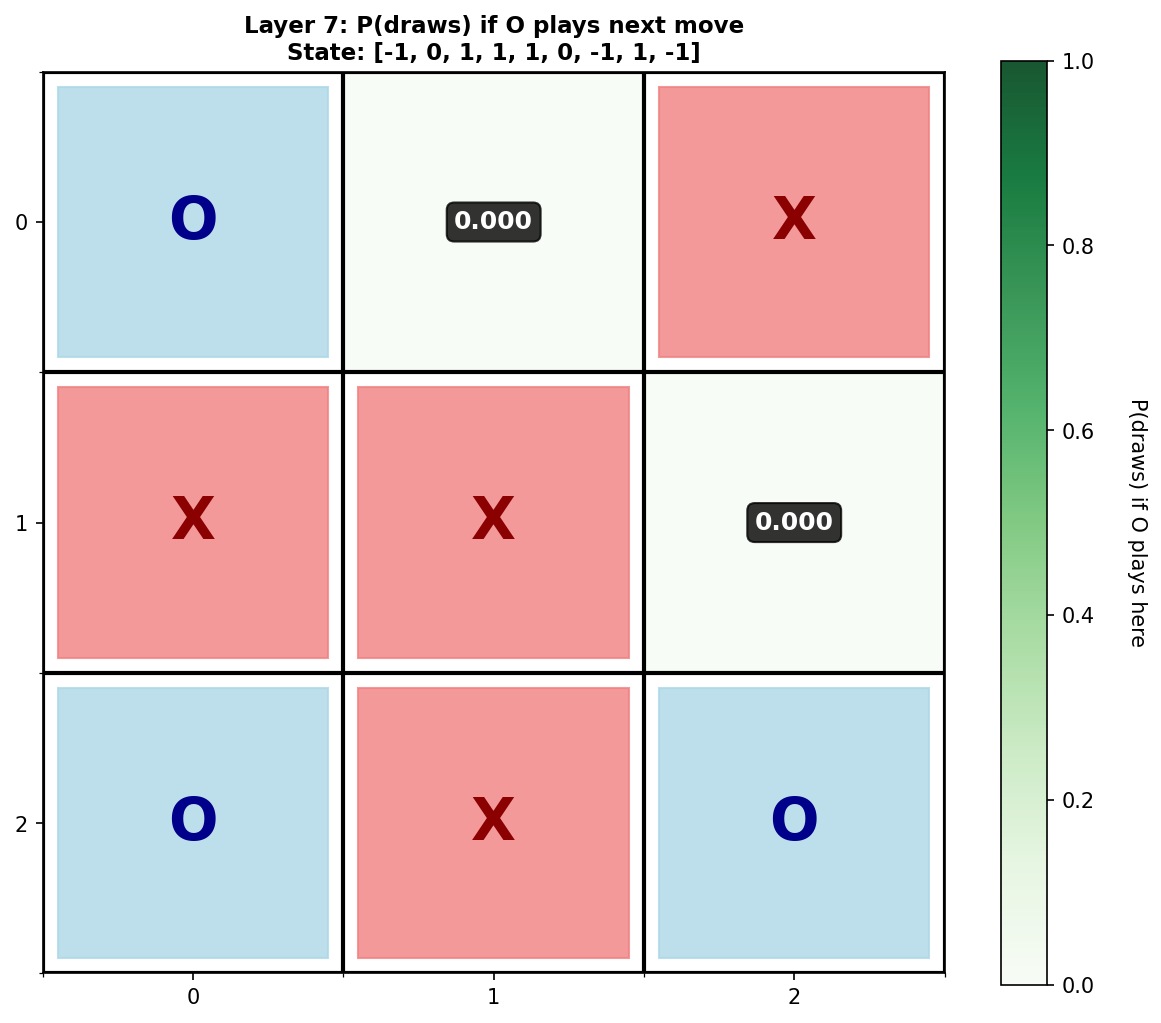 Layer 7: P(draws) if O plays next move
State: [-1, 0, 1, 1, 1, 0, -1, 1, -1]
0
O
0.000
X
1
X
X
0.000
2
O
X
O
0
1
2
1.0
0.8
0.6
0.4
0.2
0.0
P(draws) if O plays here